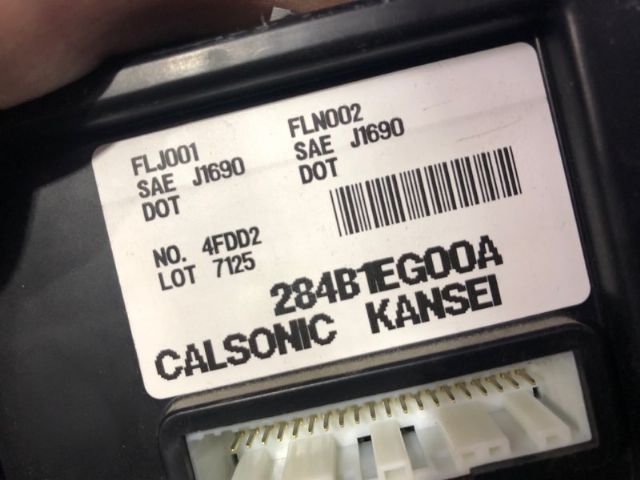 FLJ001
SAE J1690
DOT
FLN002
SAE J1690
DOT
NO. 4FDD2
LOT 7125
284B1EG00A
CALSONIC KANSEI